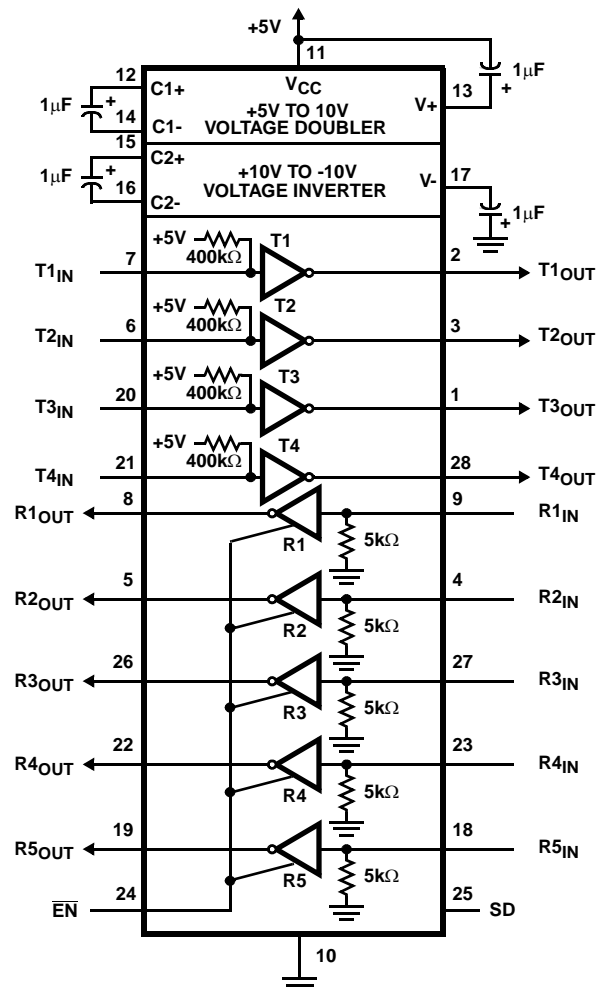 +5V
11
1µF
12
C1+
VCC
13
V+
1µF
+
+5V TO 10V
VOLTAGE DOUBLER
+
14
C1-
15
C2+
+10V TO -10V
VOLTAGE INVERTER
V-
17
1µF
+
16
C2-
+
1µF
+5V
400kΩ
T1
T1IN
7
2
T1OUT
+5V
400kΩ
T2
T2IN
6
3
T2OUT
+5V
400kΩ
T3
T3IN
20
1
T3OUT
+5V
400kΩ
T4
T4IN
21
28
T4OUT
R1OUT
8
R1
9
R1IN
5kΩ
R2OUT
5
R2
4
R2IN
5kΩ
R3OUT
26
R3
27
R3IN
5kΩ
R4OUT
22
R4
23
R4IN
5kΩ
R5OUT
19
R5
18
R5IN
5kΩ
EN
24
25
SD
10